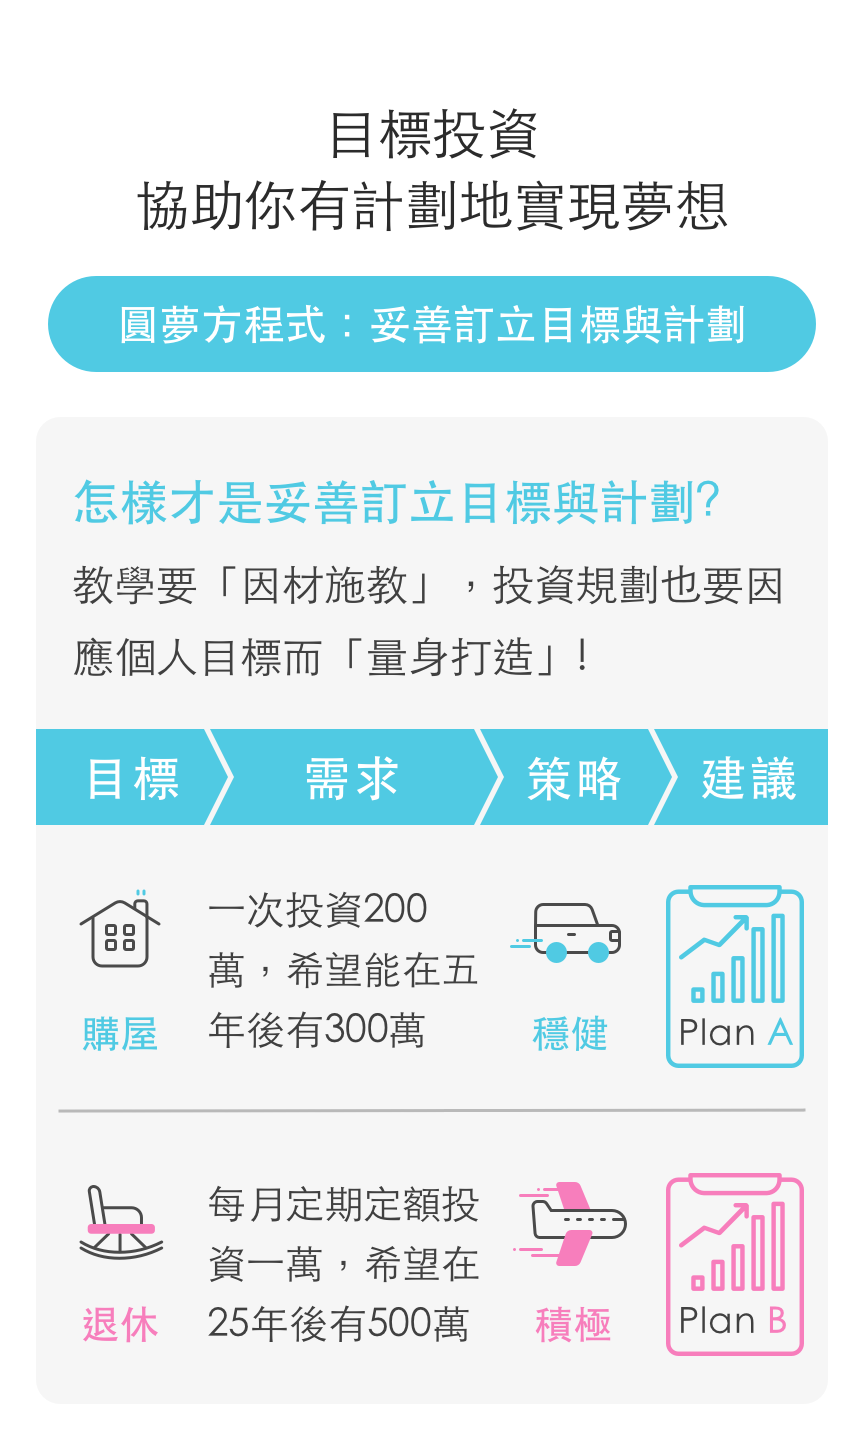 目標投資
協助你有計劃地實現夢想
圓夢方程式：妥善訂立目標與計劃
怎樣才是妥善訂立目標與計劃?
教學要「因材施教」，投資規劃也要因
應個人目標而「量身打造」!
目標 需求 策略 建議
一次投資200
萬，希望能在五
年後有300萬
購屋
穩健
Plan A
每月定期定額投
資一萬，希望在
25年後有500萬
退休
積極
Plan B